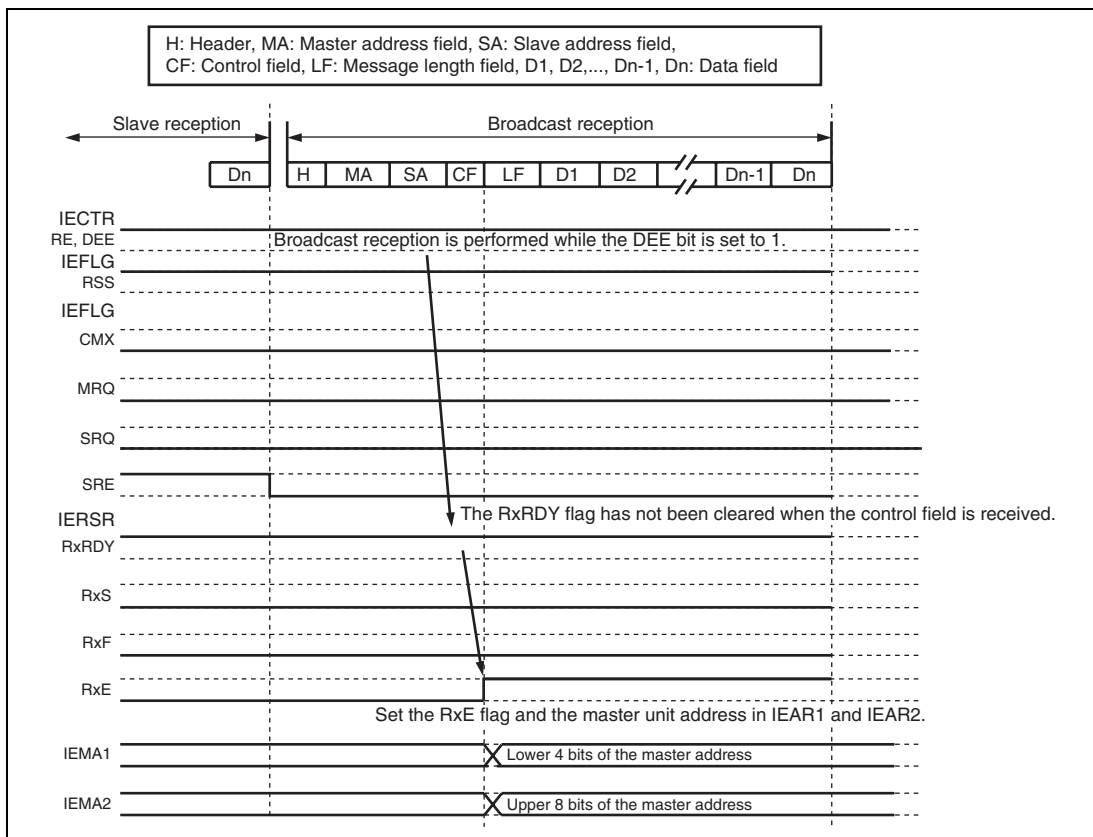 H: Header, MA: Master address field, SA: Slave address field,
CF: Control field, LF: Message length field, D1, D2,..., Dn-1, Dn: Data field
Slave reception
Broadcast reception
Dn H MA SA CF LF D1 D2 Dn-1 Dn
IECTR
RE, DEE
Broadcast reception is performed while the DEE bit is set to 1.
IEFLG
RSS
IEFLG
CMX
MRQ
SRQ
SRE
The RxRDY flag has not been cleared when the control field is received.
IERSR
RxRDY
RxS
RxF
RxE
Set the RxE flag and the master unit address in IEAR1 and IEAR2.
IEMA1
Lower 4 bits of the master address
IEMA2
Upper 8 bits of the master address